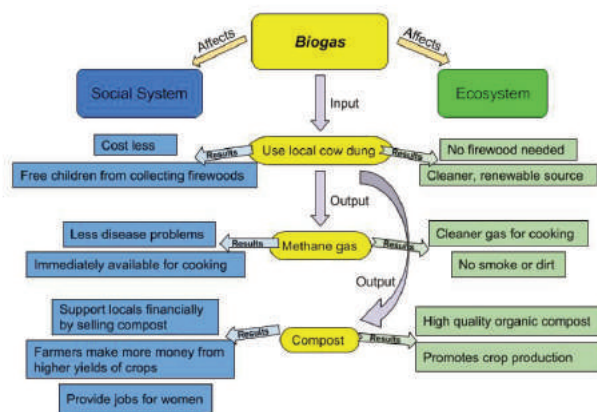 Biogas
Affects
Affects
Social System
Ecosystem
Input
Cost less
Free children from collecting firewoods
Results
Use local cow dung
Results
No firewood needed
Cleaner, renewable source
Output
Less disease problems
Immediately available for cooking
Results
Methane gas
Results
Cleaner gas for cooking
No smoke or dirt
Output
Support locals financially
by selling compost
Farmers make more money from
higher yields of crops
Provide jobs for women
Results
Compost
Results
High quality organic compost
Promotes crop production